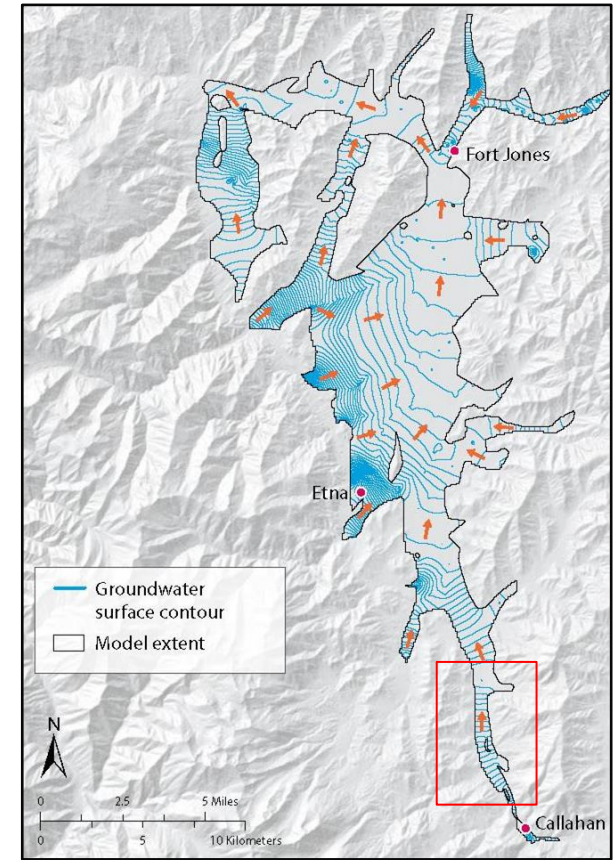 Fort Jones
Etna
Groundwater
surface contour
Model extent
N
0 2.5 5 Miles
0 5 10 Kilometers
Callahan